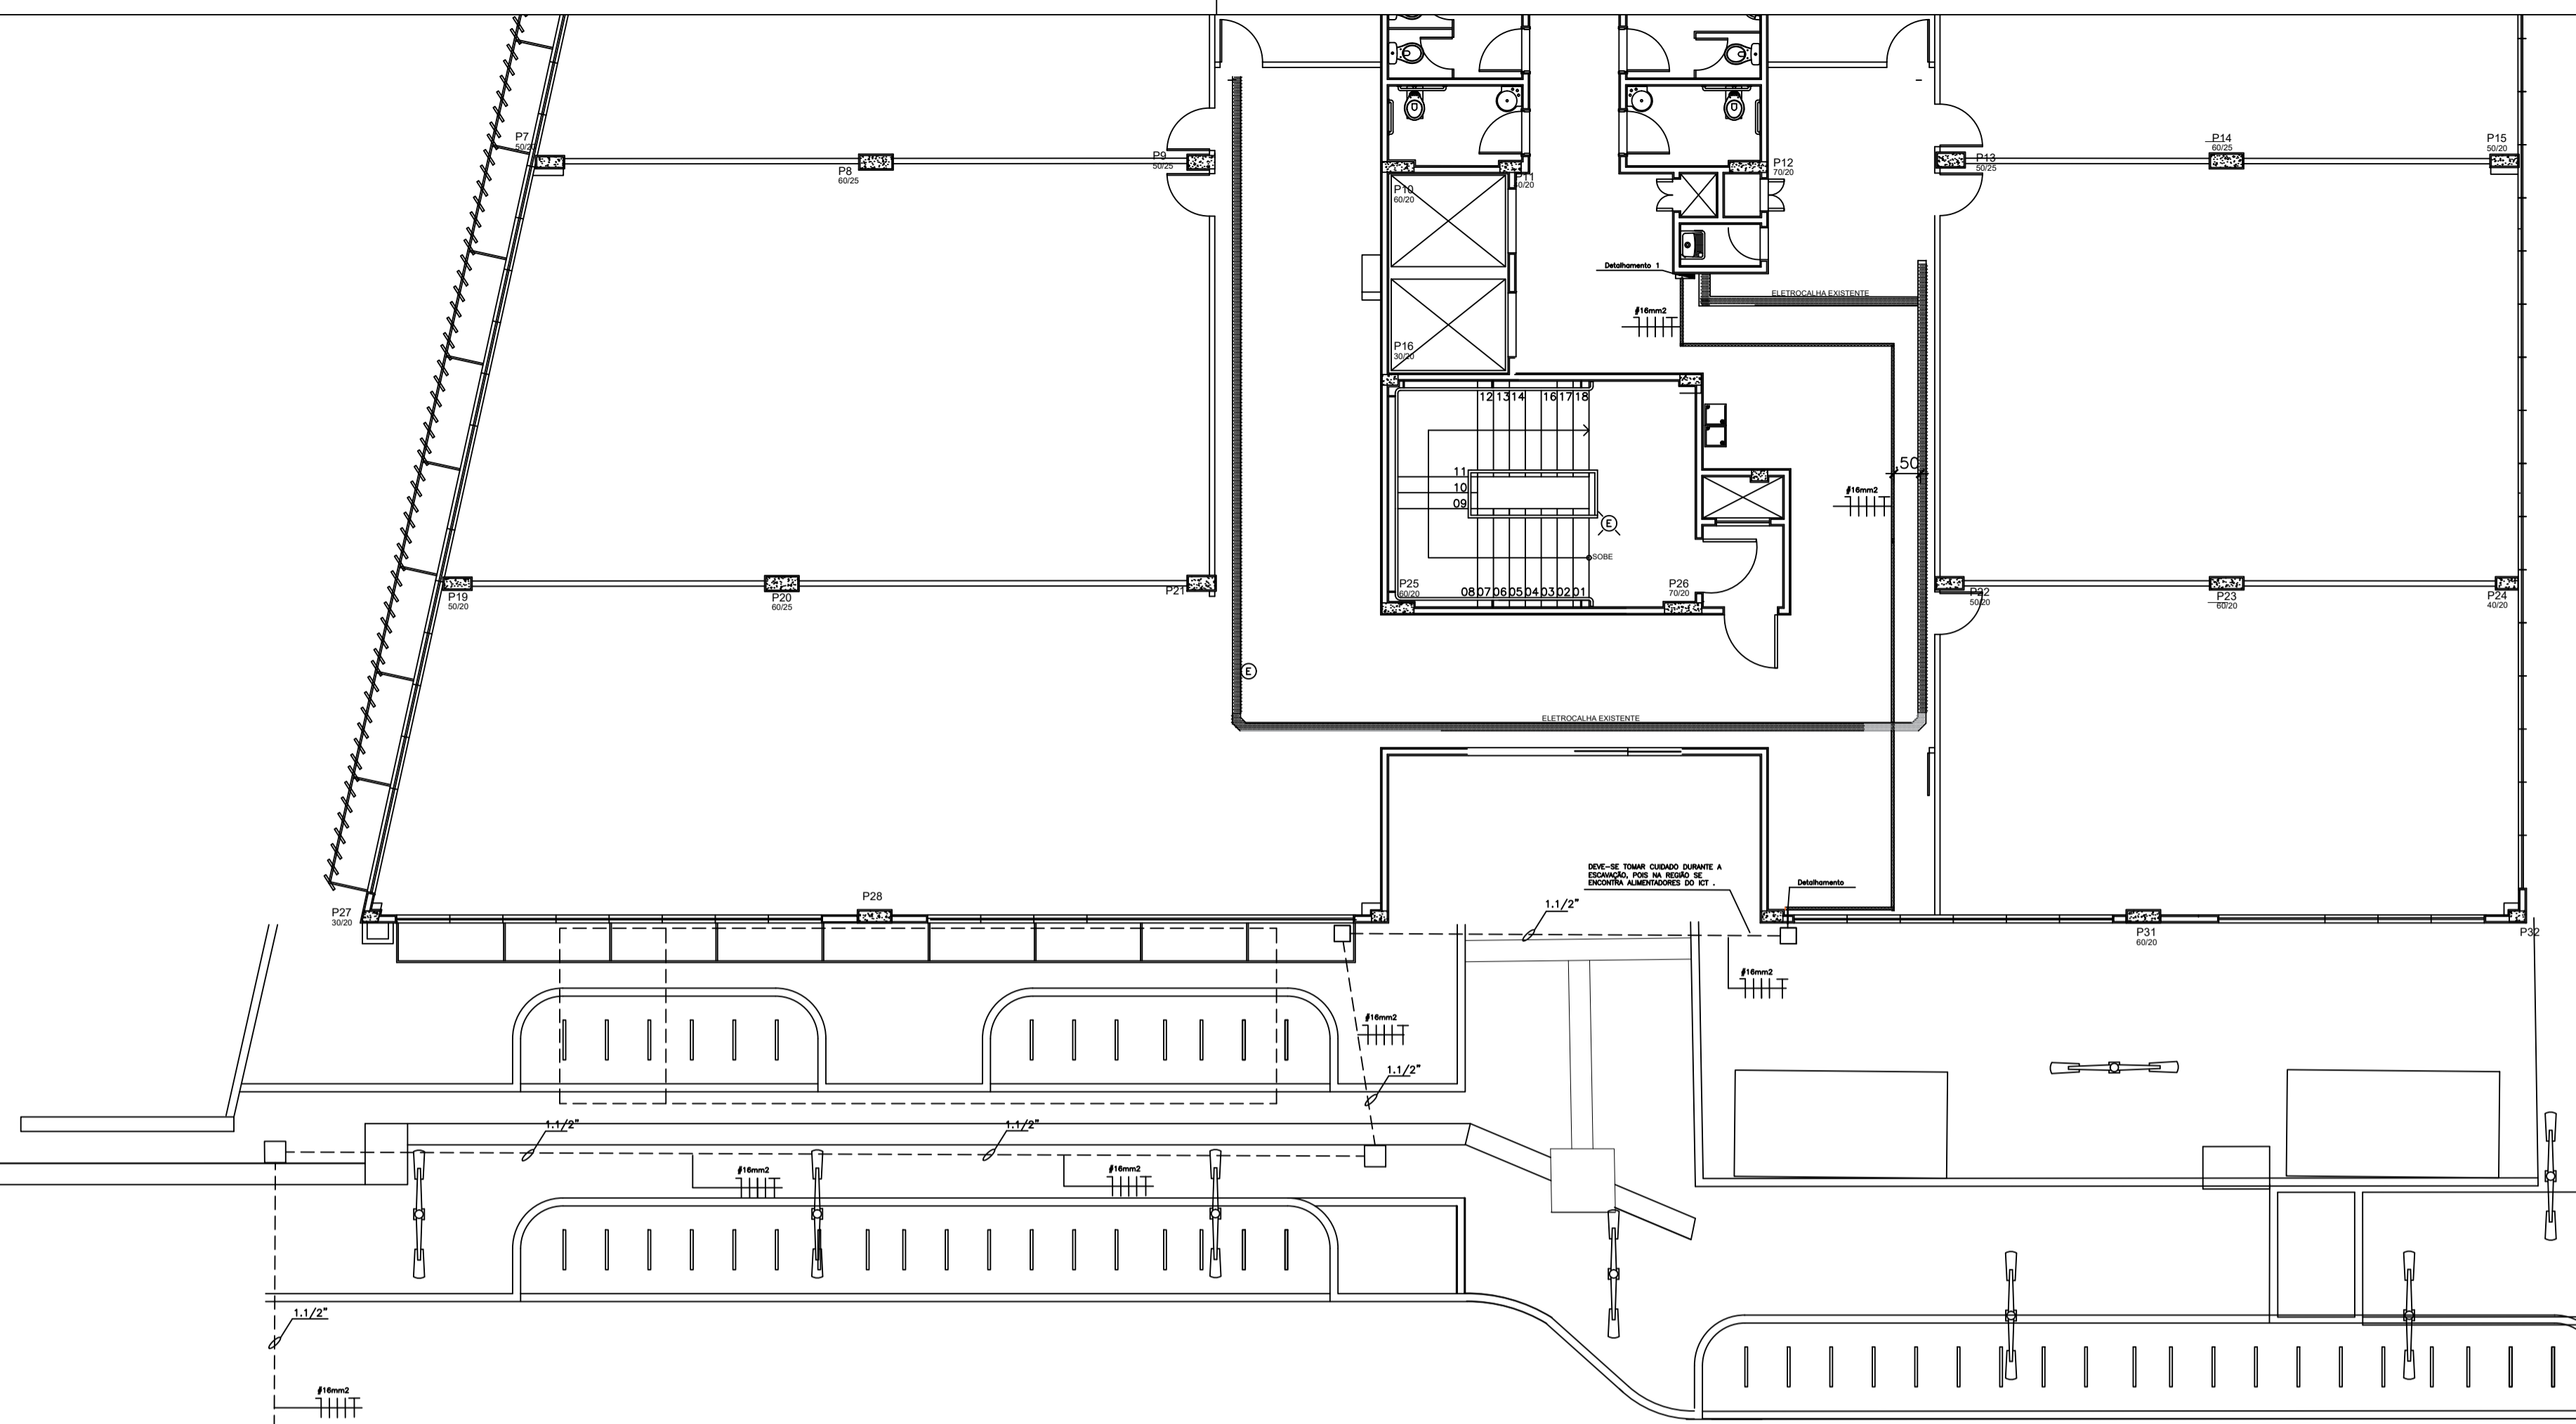 P7
50/20
P8
60/25
P9
50/25
P10
60/20
P11
P12
70/20
P13
50/25
P14
60/25
P15
50/20
Detalhamento 1
ELETROCALHA EXISTENTE
#16mm2
P16
30/20
12 13 14 16 17 18
11
10
09
.50
#16mm2
E
SOBE
P19
50/20
P20
60/25
P21
P25
60/20
08 07 06 05 04 03 02 01
P26
70/20
P22
50/20
P23
60/20
P24
40/20
E
ELETROCALHA EXISTENTE
DEVE-SE TOMAR CUIDADO DURANTE A
ESCAVAÇÃO, POIS NA REGIÃO SE
ENCONTRA ALIMENTADORES DO ICT .
Detalhamento
P27
30/20
P28
1.1/2"
P31
60/20
P32
#16mm2
#16mm2
1.1/2"
1.1/2"
1.1/2"
#16mm2
#16mm2
1.1/2"
#16mm2